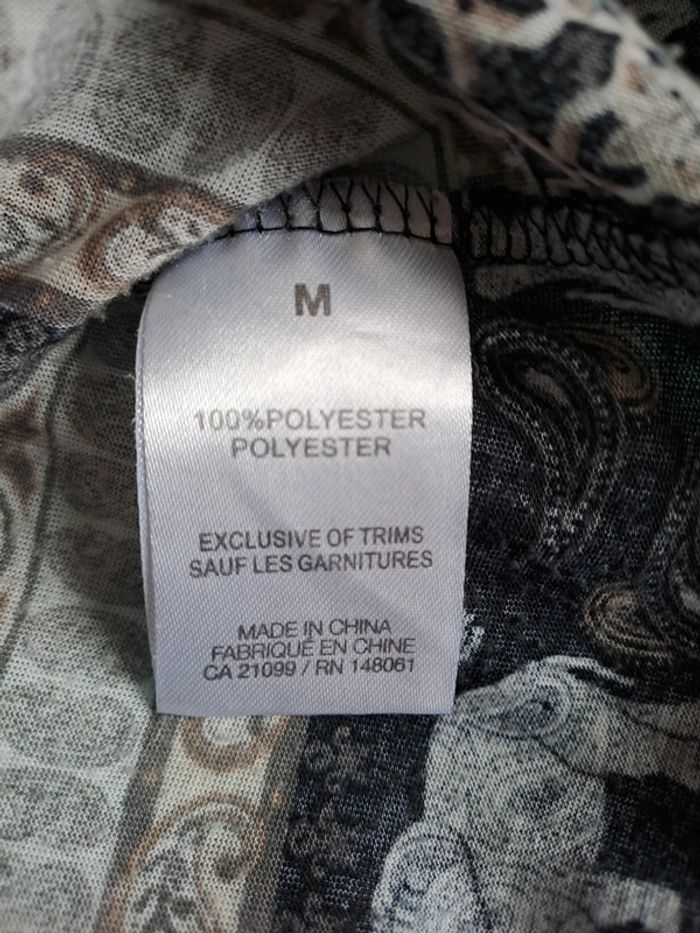 M
100%POLYESTER
POLYESTER
EXCLUSIVE OF TRIMS
SAUF LES GARNITURES
MADE IN CHINA
FABRIQUÉ EN CHINE
CA 21099 / RN 148061